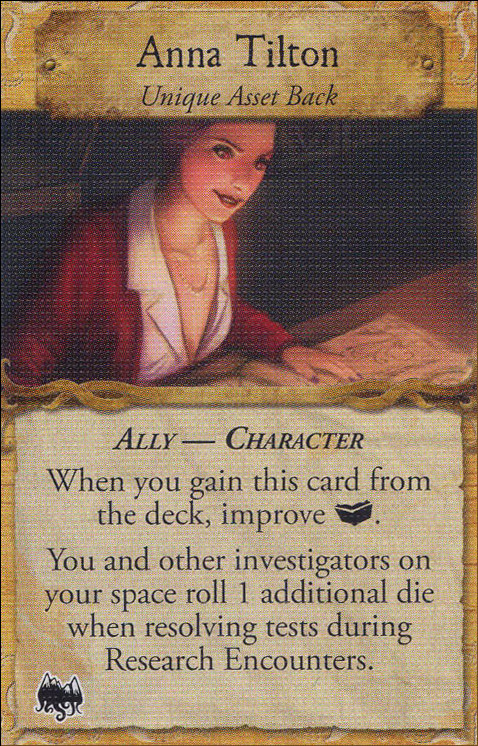 Anna Tilton
Unique Asset Back
Ally — Character
When you gain this card from
the deck, improve .
You and other investigators on
your space roll 1 additional die
when resolving tests during
Research Encounters.